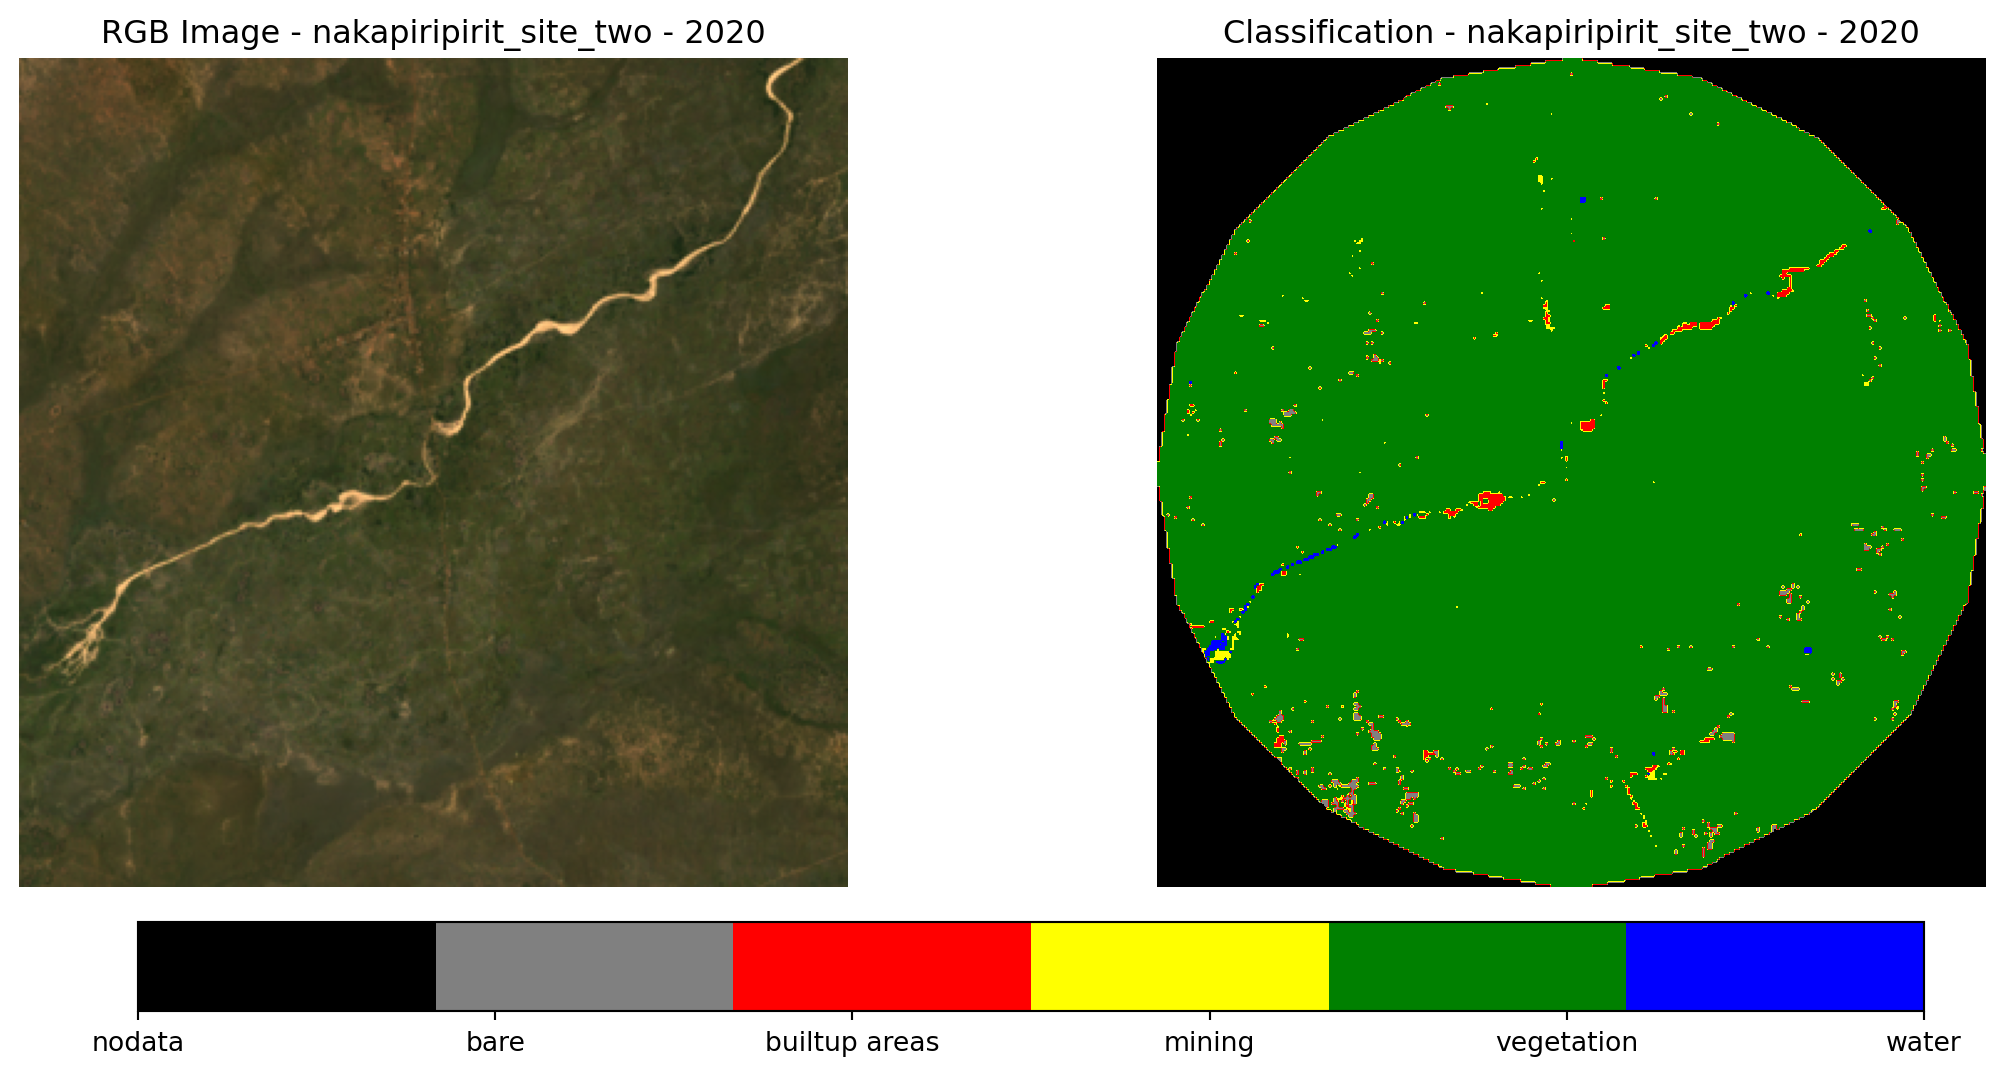 RGB Image - nakapiripirit_site_two - 2020
Classification - nakapiripirit_site_two - 2020
nodata bare builtup areas mining vegetation water